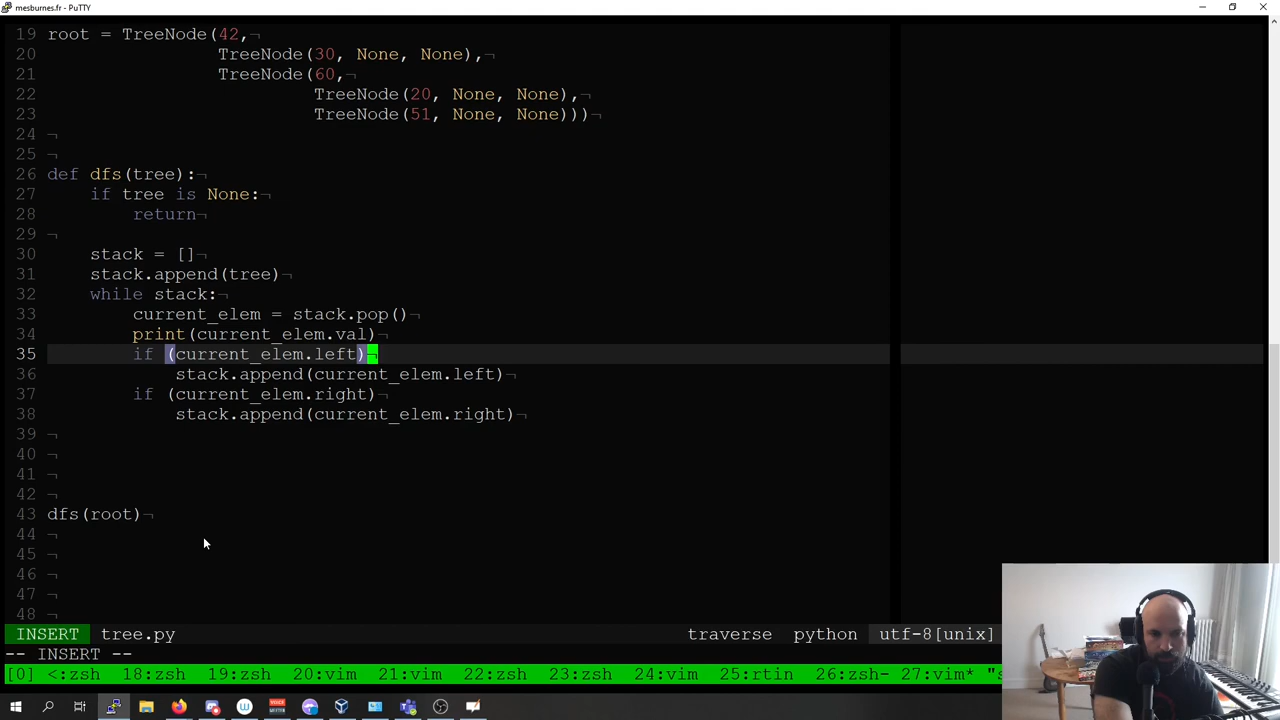 mesburnes.fr - PuTTY
19 root = TreeNode(42,¬
20 TreeNode(30, None, None),¬
21 TreeNode(60,¬
22 TreeNode(20, None, None),¬
23 TreeNode(51, None, None)))¬
24 ¬
25 ¬
26 def dfs(tree):¬
27 if tree is None:¬
28 return¬
29 ¬
30 stack = []¬
31 stack.append(tree)¬
32 while stack:¬
33 current_elem = stack.pop()¬
34 print(current_elem.val)¬
35 if (current_elem.left)¬
36 stack.append(current_elem.left)¬
37 if (current_elem.right)¬
38 stack.append(current_elem.right)¬
39 ¬
40 ¬
41 ¬
42 ¬
43 dfs(root)¬
44 ¬
45 ¬
46 ¬
47 ¬
48 ¬
INSERT tree.py traverse python utf-8[unix]
-- INSERT --
[0] <:zsh 18:zsh 19:zsh 20:vim 21:vim 22:zsh 23:zsh 24:vim 25:rtin 26:zsh- 27:vim* "s